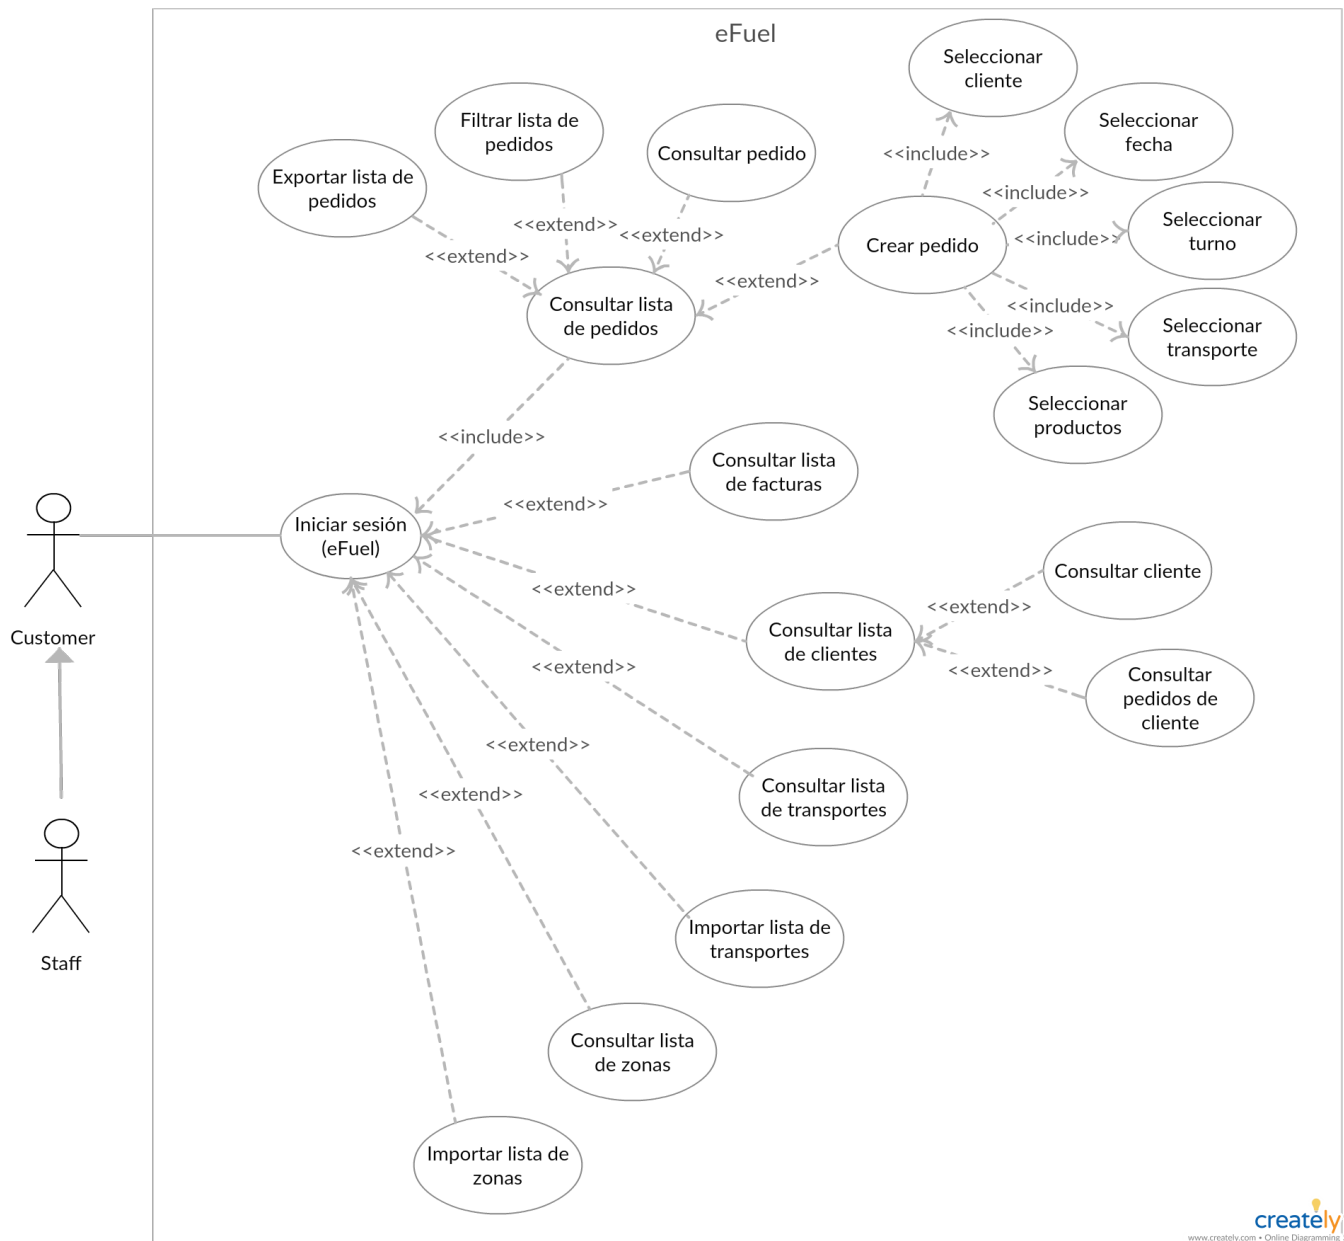 eFuel
Seleccionar
cliente
Filtrar lista de
pedidos
Consultar pedido
Seleccionar
fecha
Exportar lista de
pedidos
<<include>>
<<include>>
<<extend>>
<<extend>>
<<extend>>
Crear pedido
<<include>>
Seleccionar
turno
<<extend>>
Consultar lista
de pedidos
<<include>>
<<include>>
Seleccionar
transporte
Seleccionar
productos
<<include>>
Consultar lista
de facturas
<<extend>>
Iniciar sesión
(eFuel)
Customer
<<extend>>
Consultar cliente
<<extend>>
Consultar lista
de clientes
<<extend>>
Consultar
pedidos de
cliente
<<extend>>
<<extend>>
Consultar lista
de transportes
<<extend>>
<<extend>>
Staff
Importar lista de
transportes
Consultar lista
de zonas
Importar lista de
zonas
creately
www.creately.com • Online Diagramming